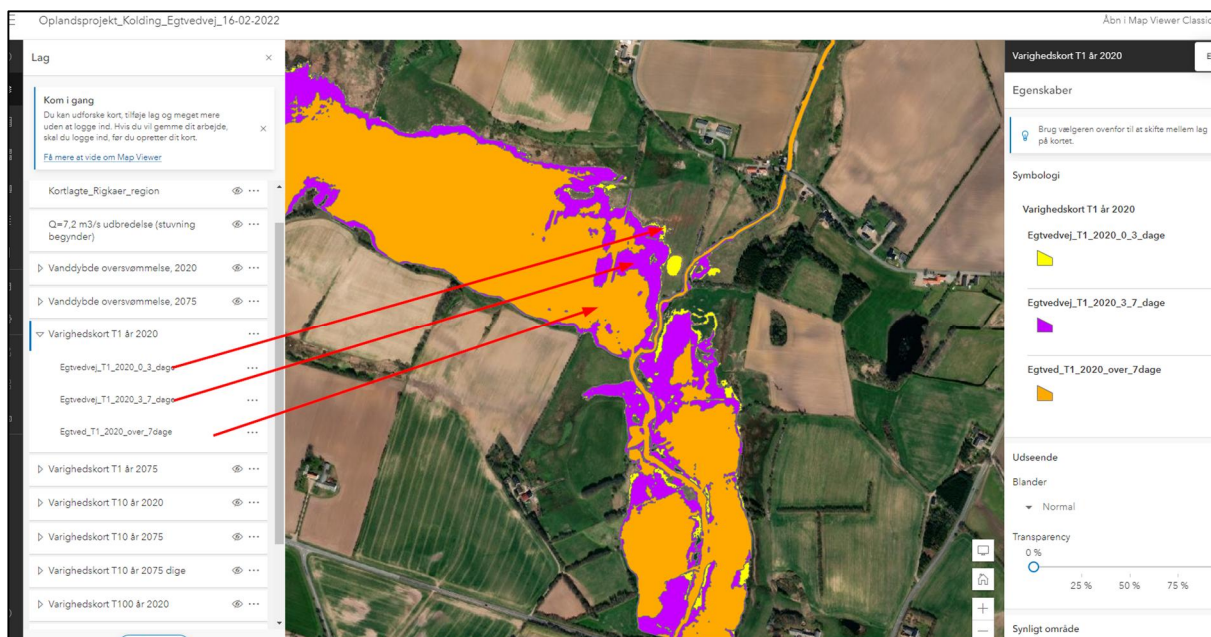 Oplandsprojekt_Kolding_Egtvedvej_16-02-2022
Åbn i Map Viewer Classic
Lag
Kom i gang
Du kan udforske kort, tilføje lag og meget mere
uden at logge ind. Hvis du vil gemme dit arbejde,
skal du logge ind, før du opretter dit kort.
Få mere at vide om Map Viewer
Kortlagte_Rigkaer_region
Q=7,2 m3/s udbredelse (stuvning
begynder)
Vanddybde oversvømmelse, 2020
Vanddybde oversvømmelse, 2075
Varighedskort T1 år 2020
Egtvedvej_T1_2020_0_3_dage
Egtvedvej_T1_2020_3_7_dage
Egtved_T1_2020_over_7dage
Varighedskort T1 år 2075
Varighedskort T10 år 2020
Varighedskort T10 år 2075
Varighedskort T10 år 2075 dige
Varighedskort T100 år 2020
Varighedskort T1 år 2020
Egenskaber
Brug vælgeren ovenfor til at skifte mellem lag
på kortet.
Symbologi
Varighedskort T1 år 2020
Egtvedvej_T1_2020_0_3_dage
Egtvedvej_T1_2020_3_7_dage
Egtved_T1_2020_over_7dage
Udseende
Blander
Normal
Transparency
0 %
25 % 50 % 75 %
Synligt område